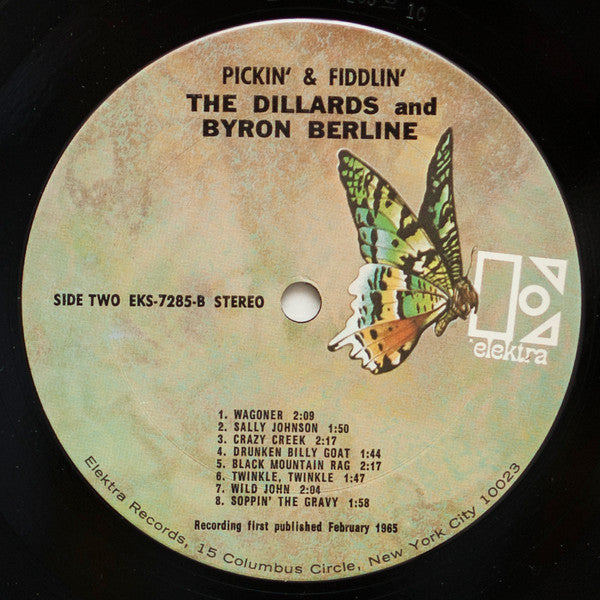 PICKIN' & FIDDLIN'
THE DILLARDS and
BYRON BERLINE
SIDE TWO EKS-7285-B STEREO
elektra
1. WAGONER 2:09
2. SALLY JOHNSON 1:50
3. CRAZY CREEK 2:17
4. DRUNKEN BILLY GOAT 1:44
5. BLACK MOUNTAIN RAG 2:17
6. TWINKLE, TWINKLE 1:47
7. WILD JOHN 2:04
8. SOPPIN' THE GRAVY 1:58
Recording first published February 1965
Elektra Records, 15 Columbus Circle, New York City 10023